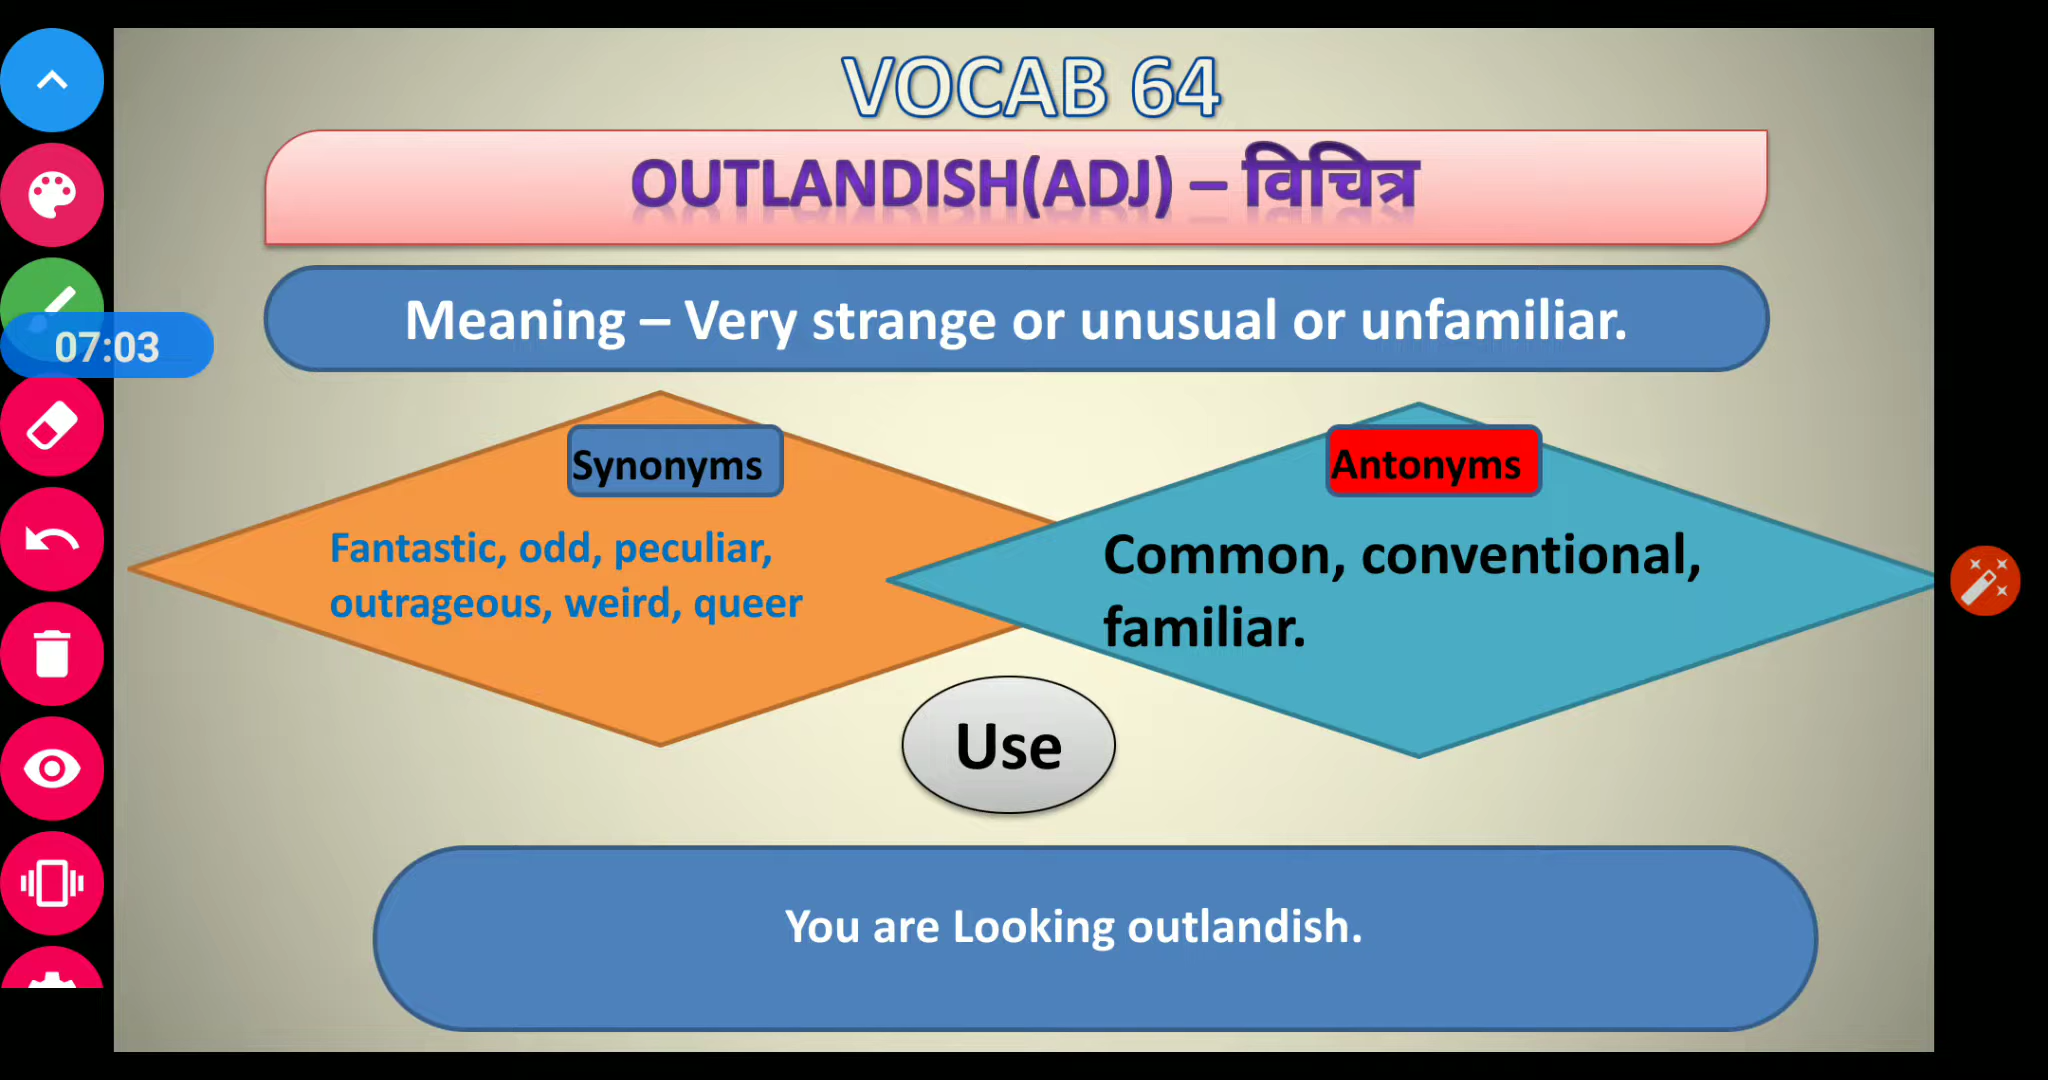 VOCAB 64
OUTLANDISH(ADJ) – विचित्र
Meaning – Very strange or unusual or unfamiliar.
07:03
Synonyms
Fantastic, odd, peculiar,
outrageous, weird, queer
Antonyms
Common, conventional,
familiar.
Use
You are Looking outlandish.